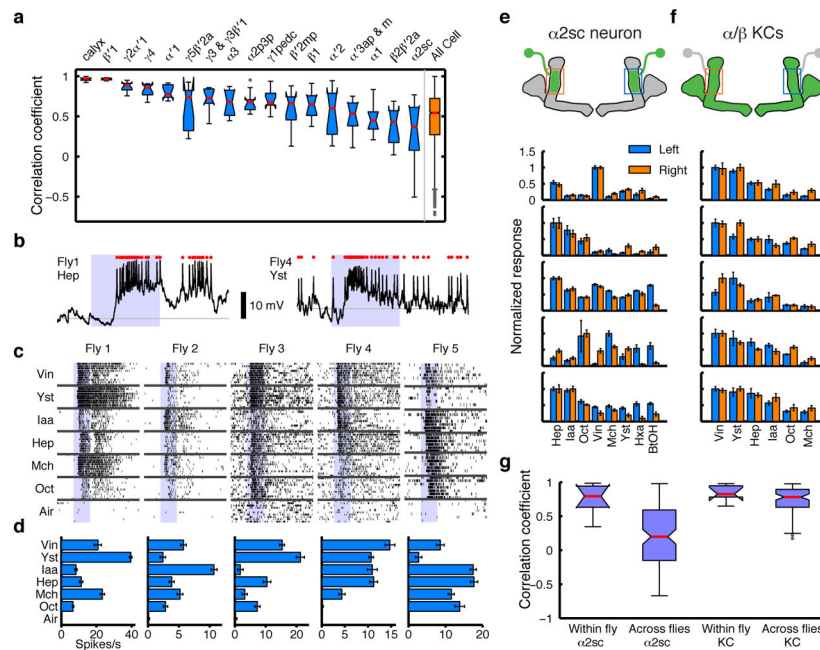 a
calyx
β′1
γ2α′1
γ4
α′1
γ5β′2a
γ3 & γ3β′1
α3
α2p3p
γ1pedc
β′2mp
β1
α′2
α′3ap & m
α1
β2β′2a
α2sc
All Cell
Correlation coefficient
1
0.5
0
−0.5
b
Fly1
Hep
10 mV
Fly4
Yst
c
Fly 1 Fly 2 Fly 3 Fly 4 Fly 5
Vin
Yst
Iaa
Hep
Mch
Oct
Air
d
Vin
Yst
Iaa
Hep
Mch
Oct
Air
0 20 40 0 5 10 0 10 20 0 5 10 15 0 10 20
Spikes/s
e
α2sc neuron
Left
Right
1.5
1
0.5
0
Normalized response
Hep Iaa Oct Vin Mch Yst Hxa BtOH
f
α/β KCs
Vin Yst Hep Iaa Oct Mch
g
Correlation coefficient
1
0.5
0
−0.5
−1
Within fly Across flies Within fly Across flies
α2sc α2sc KC KC